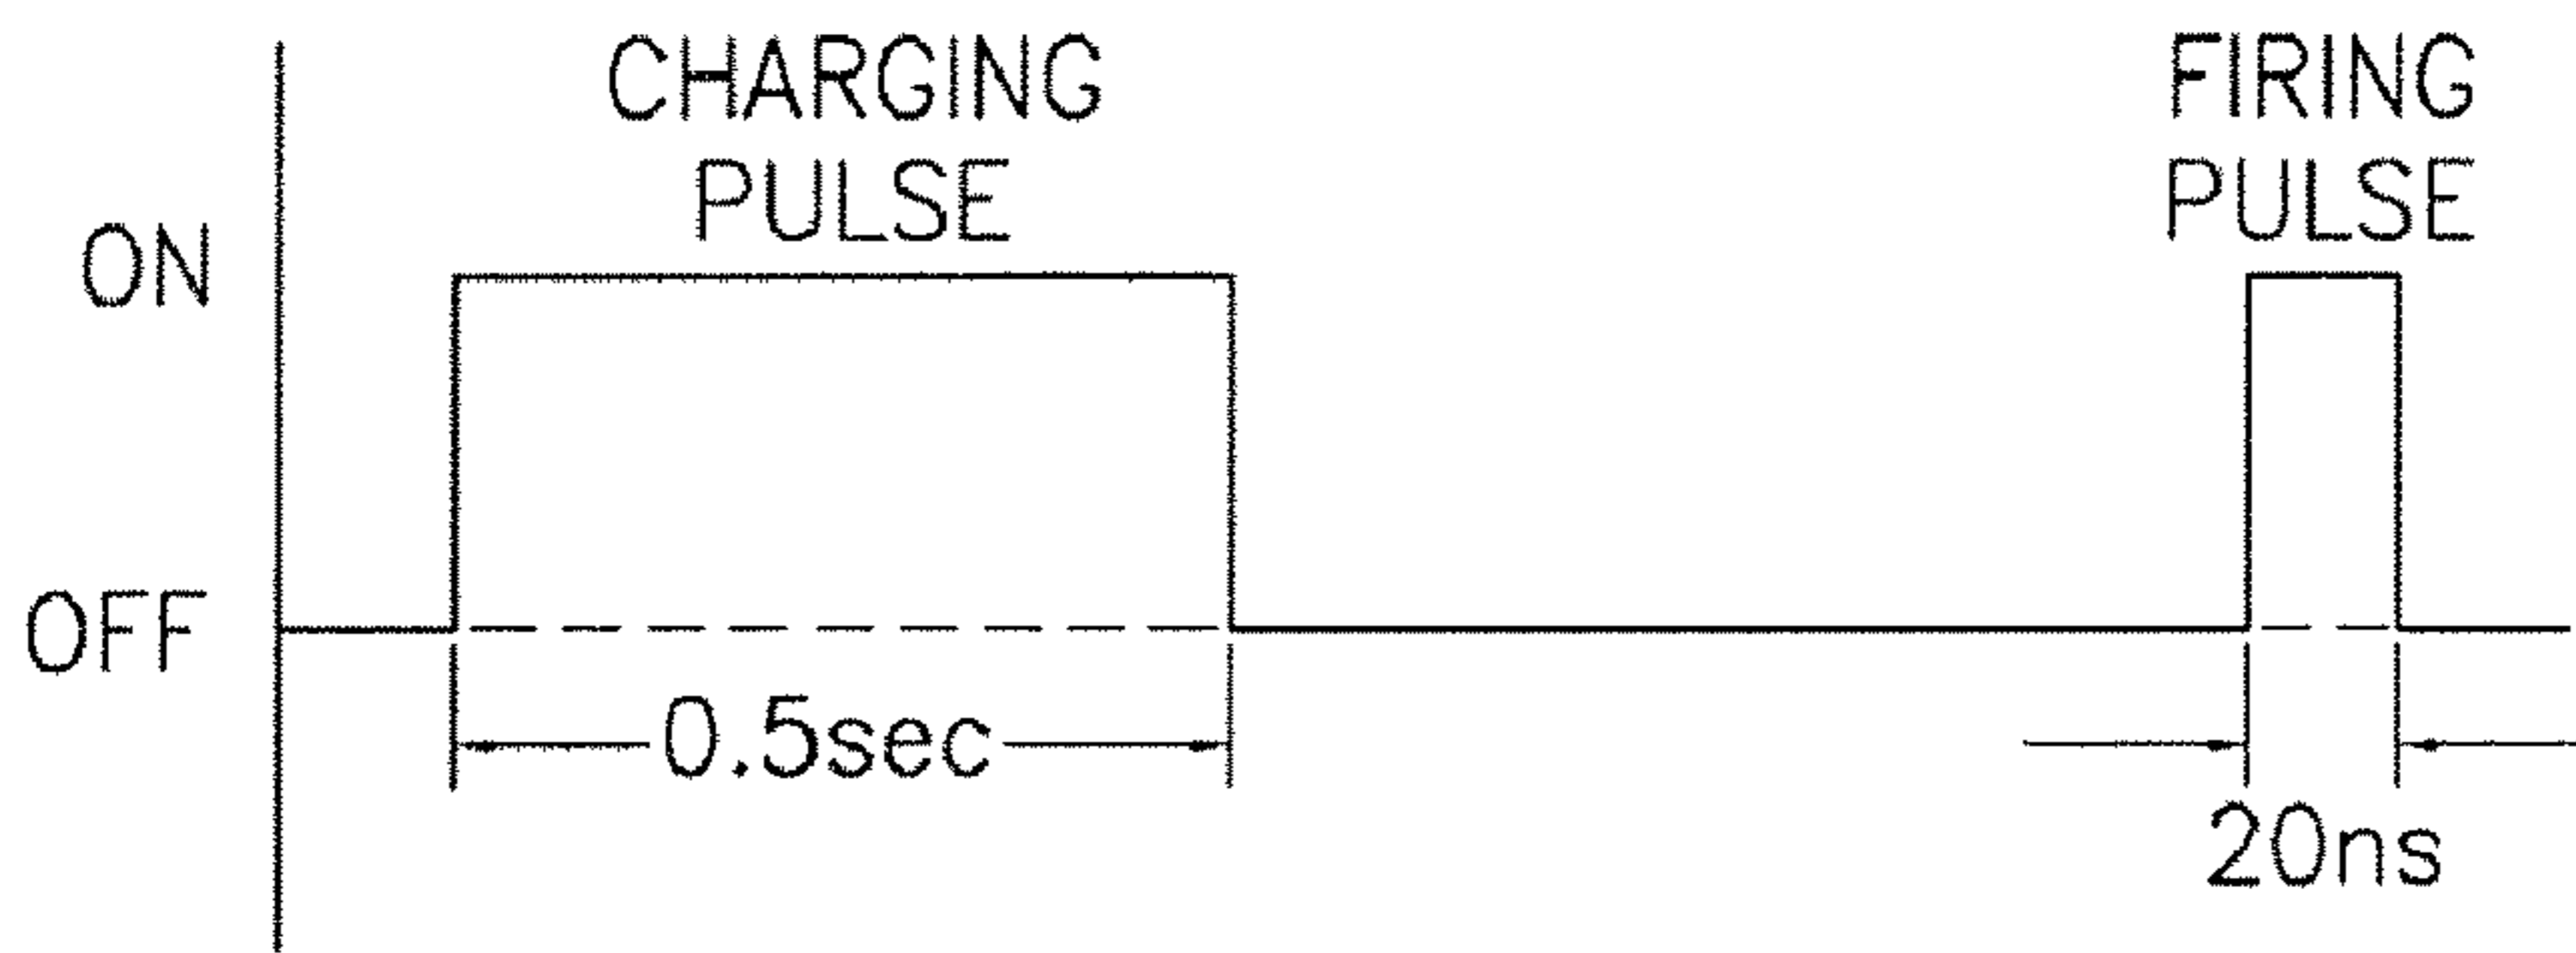 CHARGING
PULSE
FIRING
PULSE
ON
OFF
0.5sec
20ns